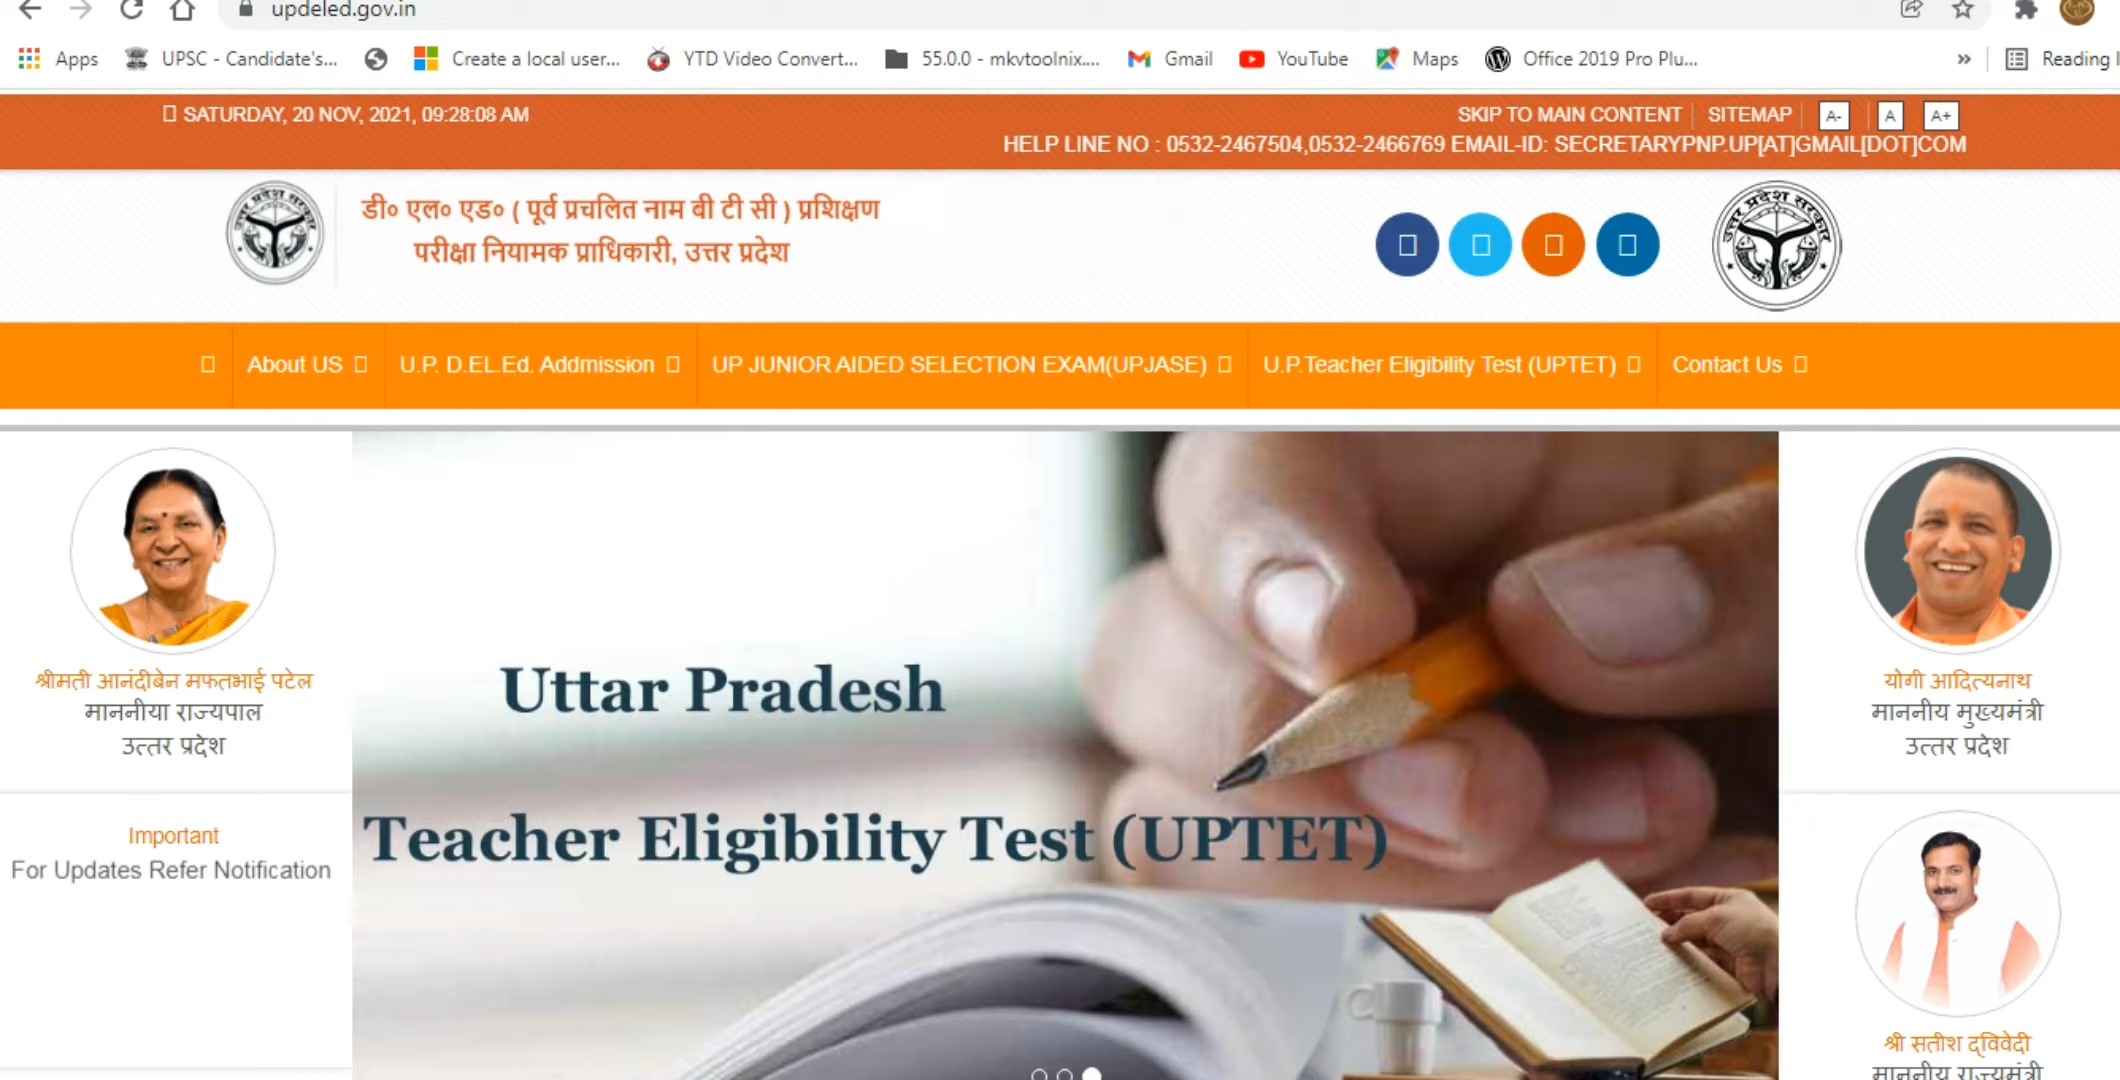 updeled.gov.in
Apps UPSC - Candidate's... Create a local user... YTD Video Convert... 55.0.0 - mkvtoolnix.... Gmail YouTube Maps Office 2019 Pro Plu... » Reading
SATURDAY, 20 NOV, 2021, 09:28:08 AM
SKIP TO MAIN CONTENT SITEMAP A- A A+
HELP LINE NO : 0532-2467504,0532-2466769 EMAIL-ID: SECRETARYPNP.UP[AT]GMAIL[DOT]COM
डी० एल० एड० ( पूर्व प्रचलित नाम बी टी सी ) प्रशिक्षण
परीक्षा नियामक प्राधिकारी, उत्तर प्रदेश
उत्तर प्रदेश सरकार
About US U.P. D.EL.Ed. Addmission UP JUNIOR AIDED SELECTION EXAM(UPJASE) U.P.Teacher Eligibility Test (UPTET) Contact Us
श्रीमती आनंदीबेन मफतभाई पटेल
माननीया राज्यपाल
उत्तर प्रदेश
Important
For Updates Refer Notification
Uttar Pradesh
Teacher Eligibility Test (UPTET)
योगी आदित्यनाथ
माननीय मुख्यमंत्री
उत्तर प्रदेश
श्री सतीश द्विवेदी
माननीय राज्यमंत्री